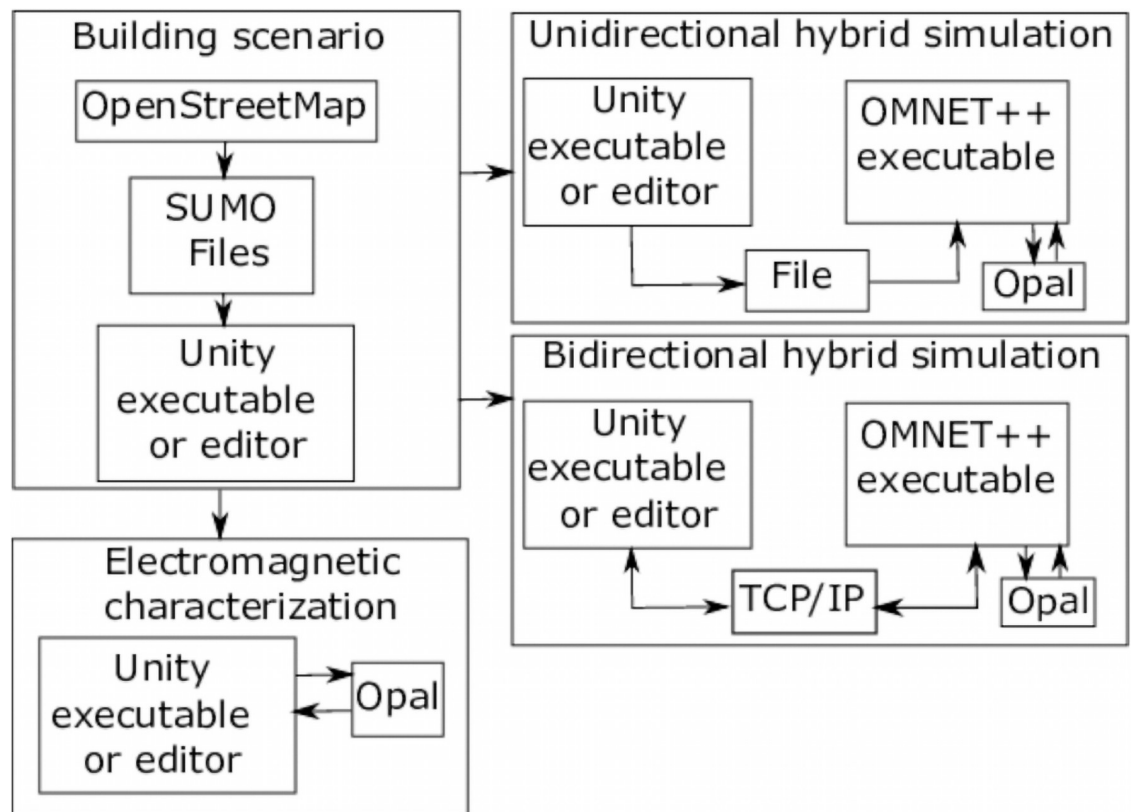 Building scenario
OpenStreetMap
SUMO
Files
Unity
executable
or editor
Unidirectional hybrid simulation
Unity
executable
or editor
OMNET++
executable
File
Opal
Bidirectional hybrid simulation
Unity
executable
or editor
OMNET++
executable
TCP/IP
Opal
Electromagnetic
characterization
Unity
executable
or editor
Opal